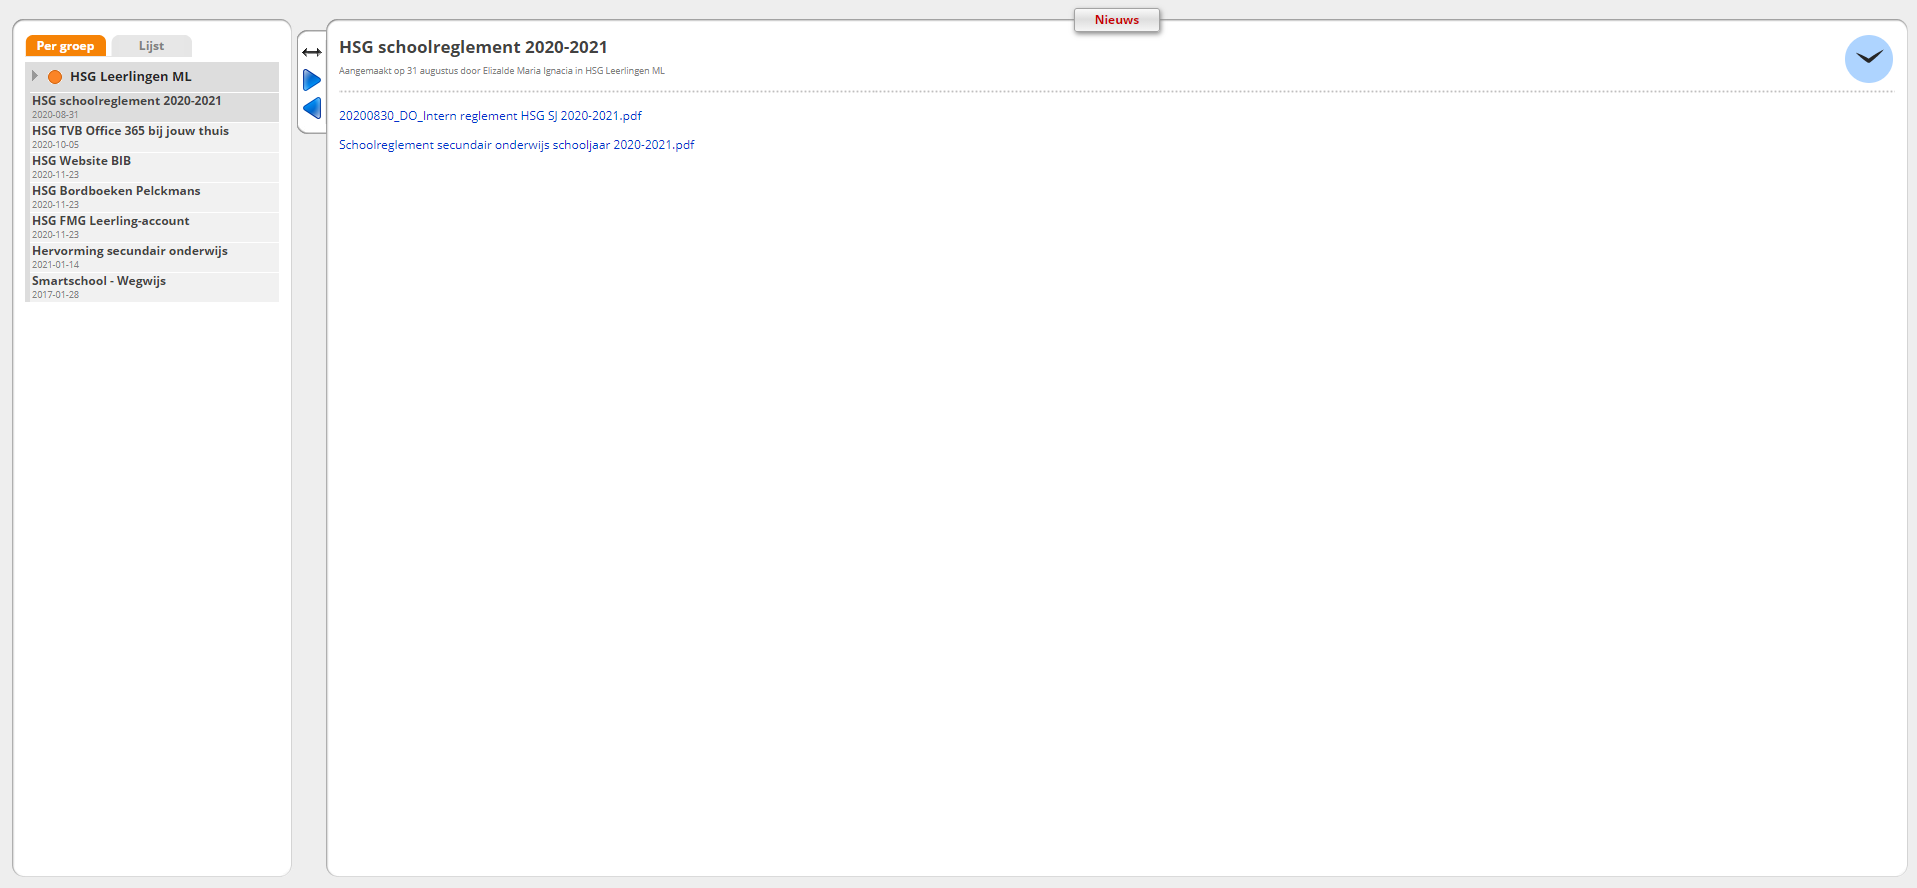 Nieuws
Per groep
Lijst
HSG Leerlingen ML
HSG schoolreglement 2020-2021
2020-08-31
HSG TVB Office 365 bij jouw thuis
2020-10-05
HSG Website BIB
2020-11-23
HSG Bordboeken Pelckmans
2020-11-23
HSG FMG Leerling-account
2020-11-23
Hervorming secundair onderwijs
2021-01-14
Smartschool - Wegwijs
2017-01-28
HSG schoolreglement 2020-2021
Aangemaakt op 31 augustus door Elizalde Maria Ignacia in HSG Leerlingen ML
20200830_DO_Intern reglement HSG SJ 2020-2021.pdf
Schoolreglement secundair onderwijs schooljaar 2020-2021.pdf